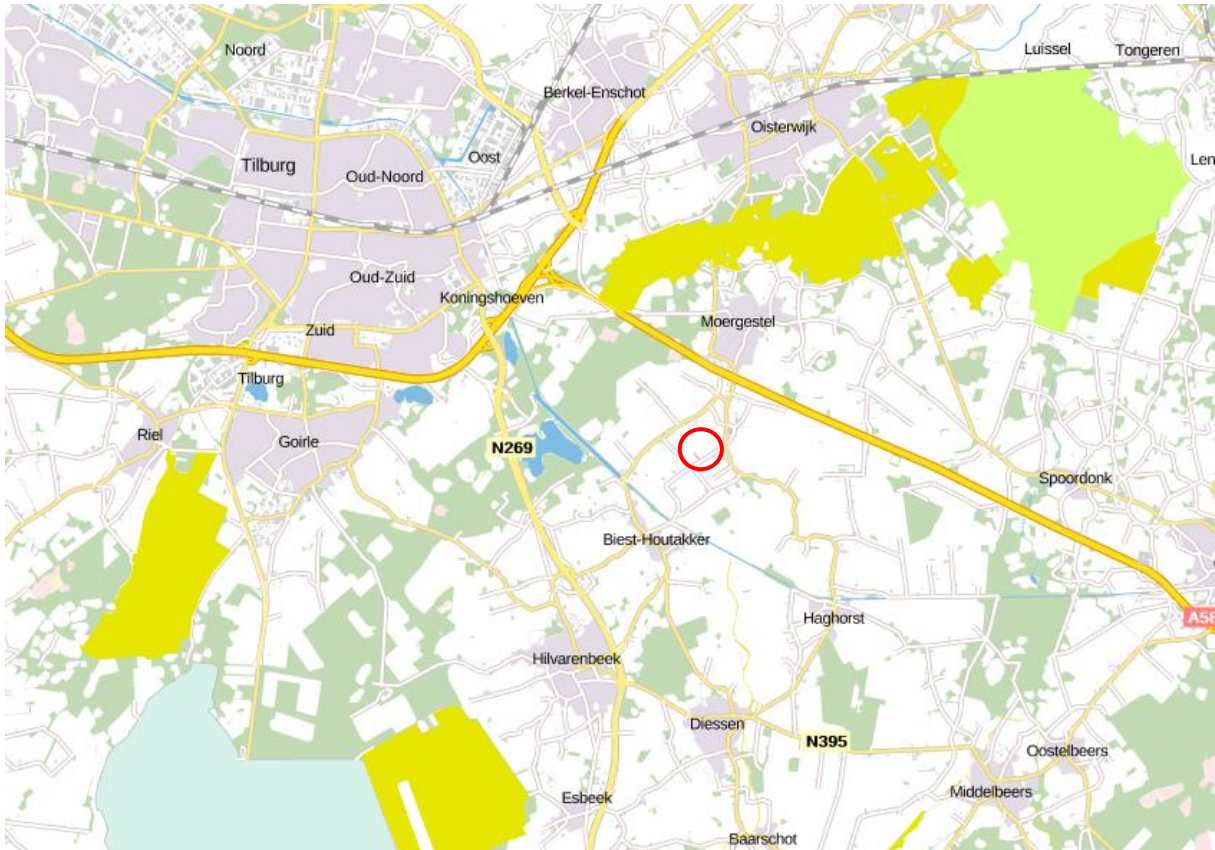 Noord
Luissel
Tongeren
Berkel-Enschot
Oisterwijk
Oost
Tilburg
Oud-Noord
Len
Oud-Zuid
Koningshoeven
Moergestel
Zuid
Tilburg
Riel
Goirle
N269
Spoordonk
Biest-Houtakker
Haghorst
A58
Hilvarenbeek
Diessen
N395
Oostelbeers
Esbeek
Middelbeers
Baarschot